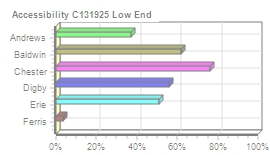 Accessibility C131925 Low End
Andrews
Baldwin
Chester
Digby
Erie
Ferris
0% 20% 40% 60% 80% 100%